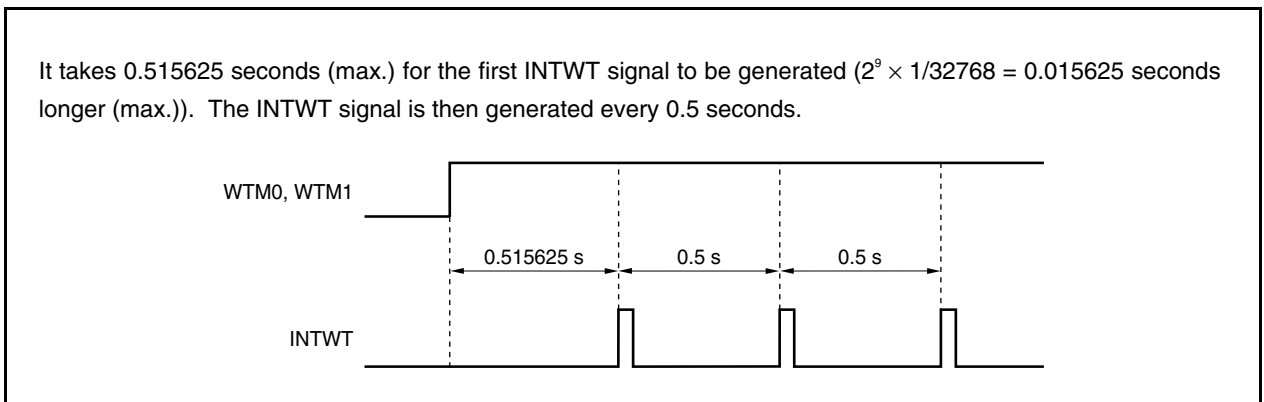 It takes 0.515625 seconds (max.) for the first INTWT signal to be generated (2⁹ × 1/32768 = 0.015625 seconds
longer (max.)). The INTWT signal is then generated every 0.5 seconds.
WTM0, WTM1
0.515625 s
0.5 s
0.5 s
INTWT